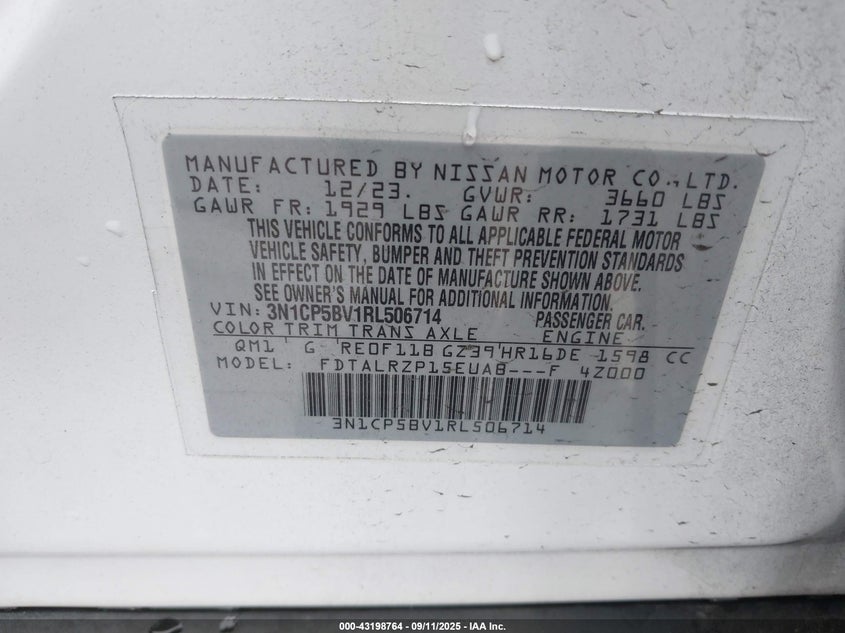 MANUFACTURED BY NISSAN MOTOR CO.,LTD.
DATE: 12/23. GVWR: 3660 LBS
GAWR FR: 1929 LBS GAWR RR: 1731 LBS
THIS VEHICLE CONFORMS TO ALL APPLICABLE FEDERAL MOTOR
VEHICLE SAFETY, BUMPER AND THEFT PREVENTION STANDARDS
IN EFFECT ON THE DATE OF MANUFACTURE SHOWN ABOVE.
SEE OWNER'S MANUAL FOR ADDITIONAL INFORMATION.
VIN: 3N1CP5BV1RL506714 PASSENGER CAR.
COLOR TRIM TRANS AXLE ENGINE
QM1 G RE0F11B GZ39 HR16DE 1598 CC
MODEL: FDTALRZP15EUAB---F 4Z000
3N1CP5BV1RL506714
000-43198764 - 09/11/2025 - IAA Inc.